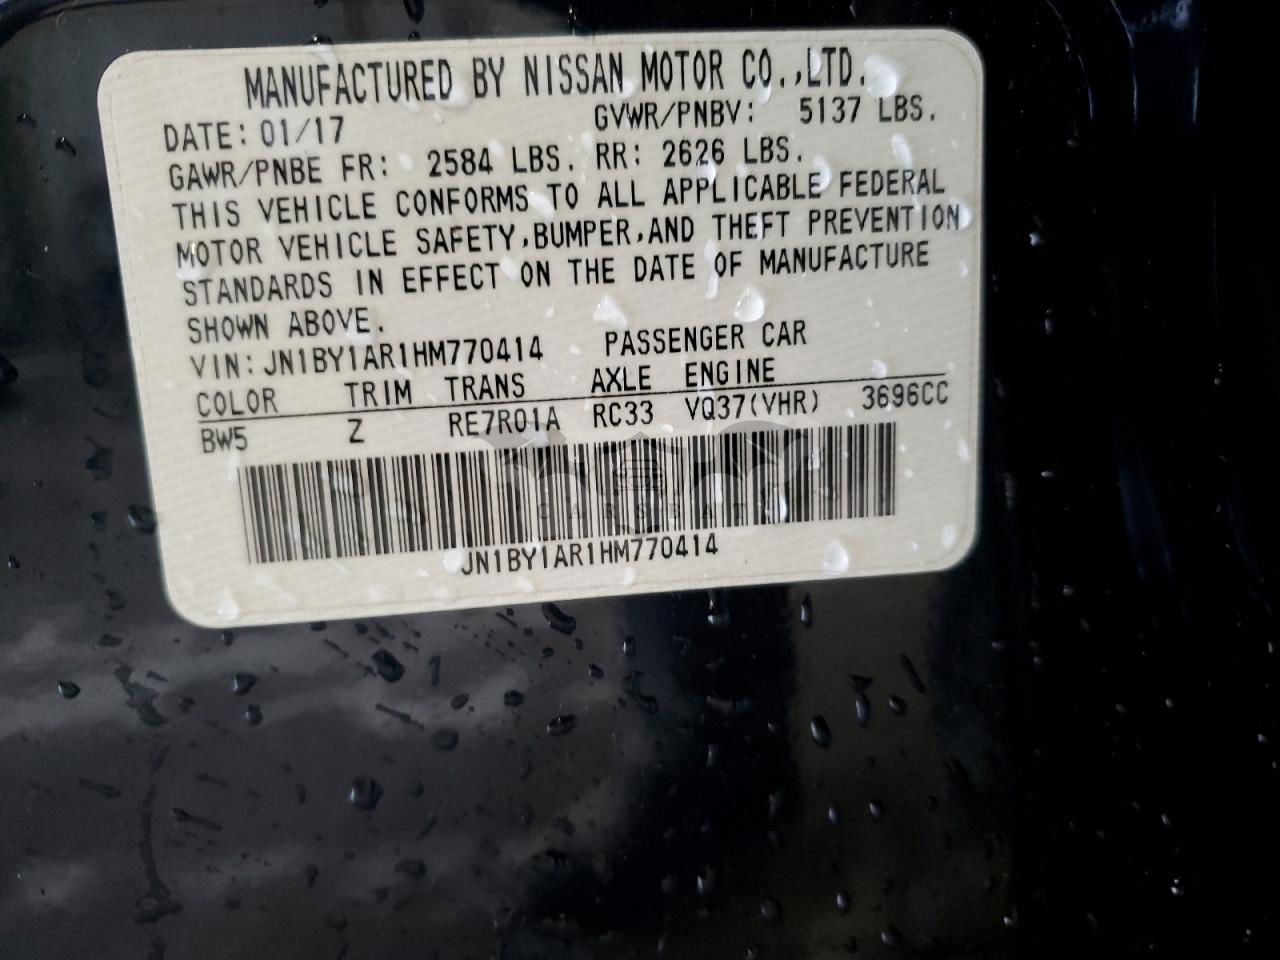 MANUFACTURED BY NISSAN MOTOR CO.,LTD.
DATE: 01/17 GVWR/PNBV: 5137 LBS.
GAWR/PNBE FR: 2584 LBS. RR: 2626 LBS.
THIS VEHICLE CONFORMS TO ALL APPLICABLE FEDERAL
MOTOR VEHICLE SAFETY,BUMPER,AND THEFT PREVENTION
STANDARDS IN EFFECT ON THE DATE OF MANUFACTURE
SHOWN ABOVE.
VIN:JN1BY1AR1HM770414 PASSENGER CAR
COLOR TRIM TRANS AXLE ENGINE
BW5 Z RE7R01A RC33 VQ37(VHR) 3696CC
CARSBAT
JN1BY1AR1HM770414